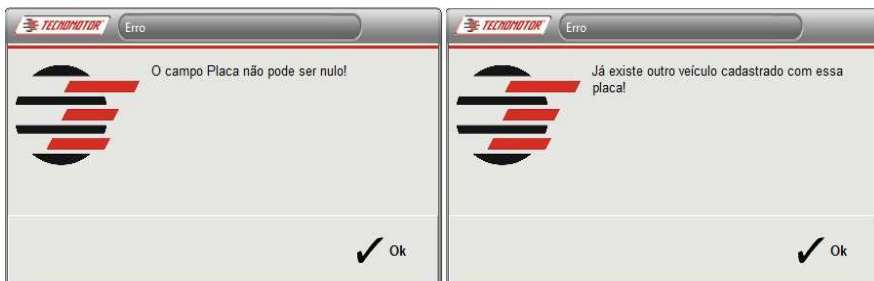 TECNOMOTOR
Erro
O campo Placa não pode ser nulo!
Ok
TECNOMOTOR
Erro
Já existe outro veículo cadastrado com essa
placa!
Ok